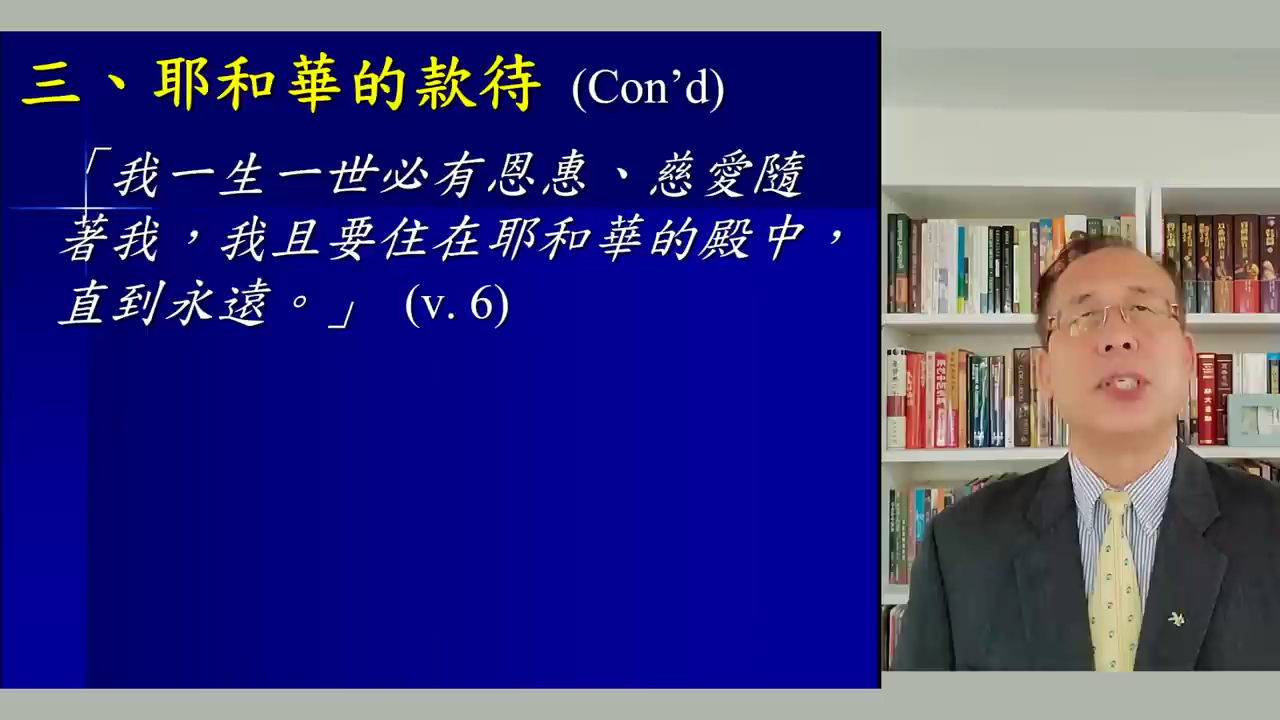 三、耶和華的款待 (Con’d)
「我一生一世必有恩惠、慈愛隨
著我，我且要住在耶和華的殿中，
直到永遠。」 (v. 6)